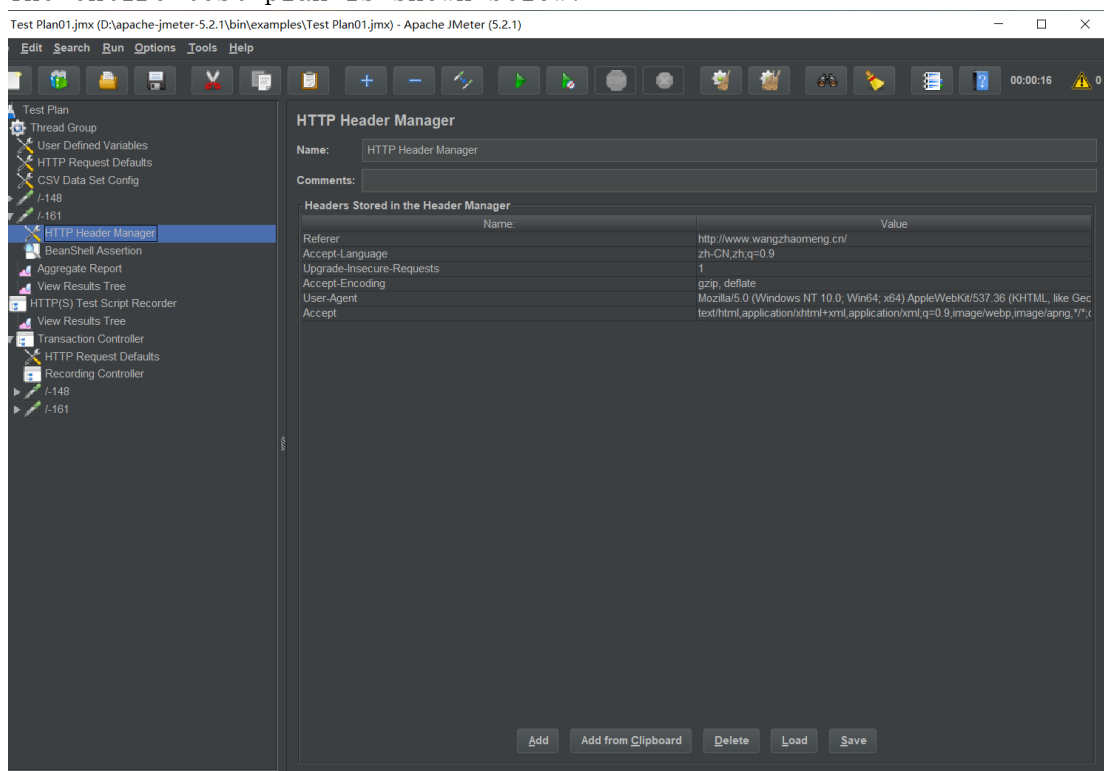 Test Plan01.jmx (D:\apache-jmeter-5.2.1\bin\examples\Test Plan01.jmx) - Apache JMeter (5.2.1)
Edit Search Run Options Tools Help
00:00:16 0
Test Plan
Thread Group
User Defined Variables
HTTP Request Defaults
CSV Data Set Config
/-148
/-161
HTTP Header Manager
BeanShell Assertion
Aggregate Report
View Results Tree
HTTP(S) Test Script Recorder
View Results Tree
Transaction Controller
HTTP Request Defaults
Recording Controller
/-148
/-161
HTTP Header Manager
Name: HTTP Header Manager
Comments:
Headers Stored in the Header Manager
Name: Value
Referer http://www.wangzhaomeng.cn/
Accept-Language zh-CN,zh;q=0.9
Upgrade-Insecure-Requests 1
Accept-Encoding gzip, deflate
User-Agent Mozilla/5.0 (Windows NT 10.0; Win64; x64) AppleWebKit/537.36 (KHTML, like Gec
Accept text/html,application/xhtml+xml,application/xml;q=0.9,image/webp,image/apng,*/*;
Add Add from Clipboard Delete Load Save